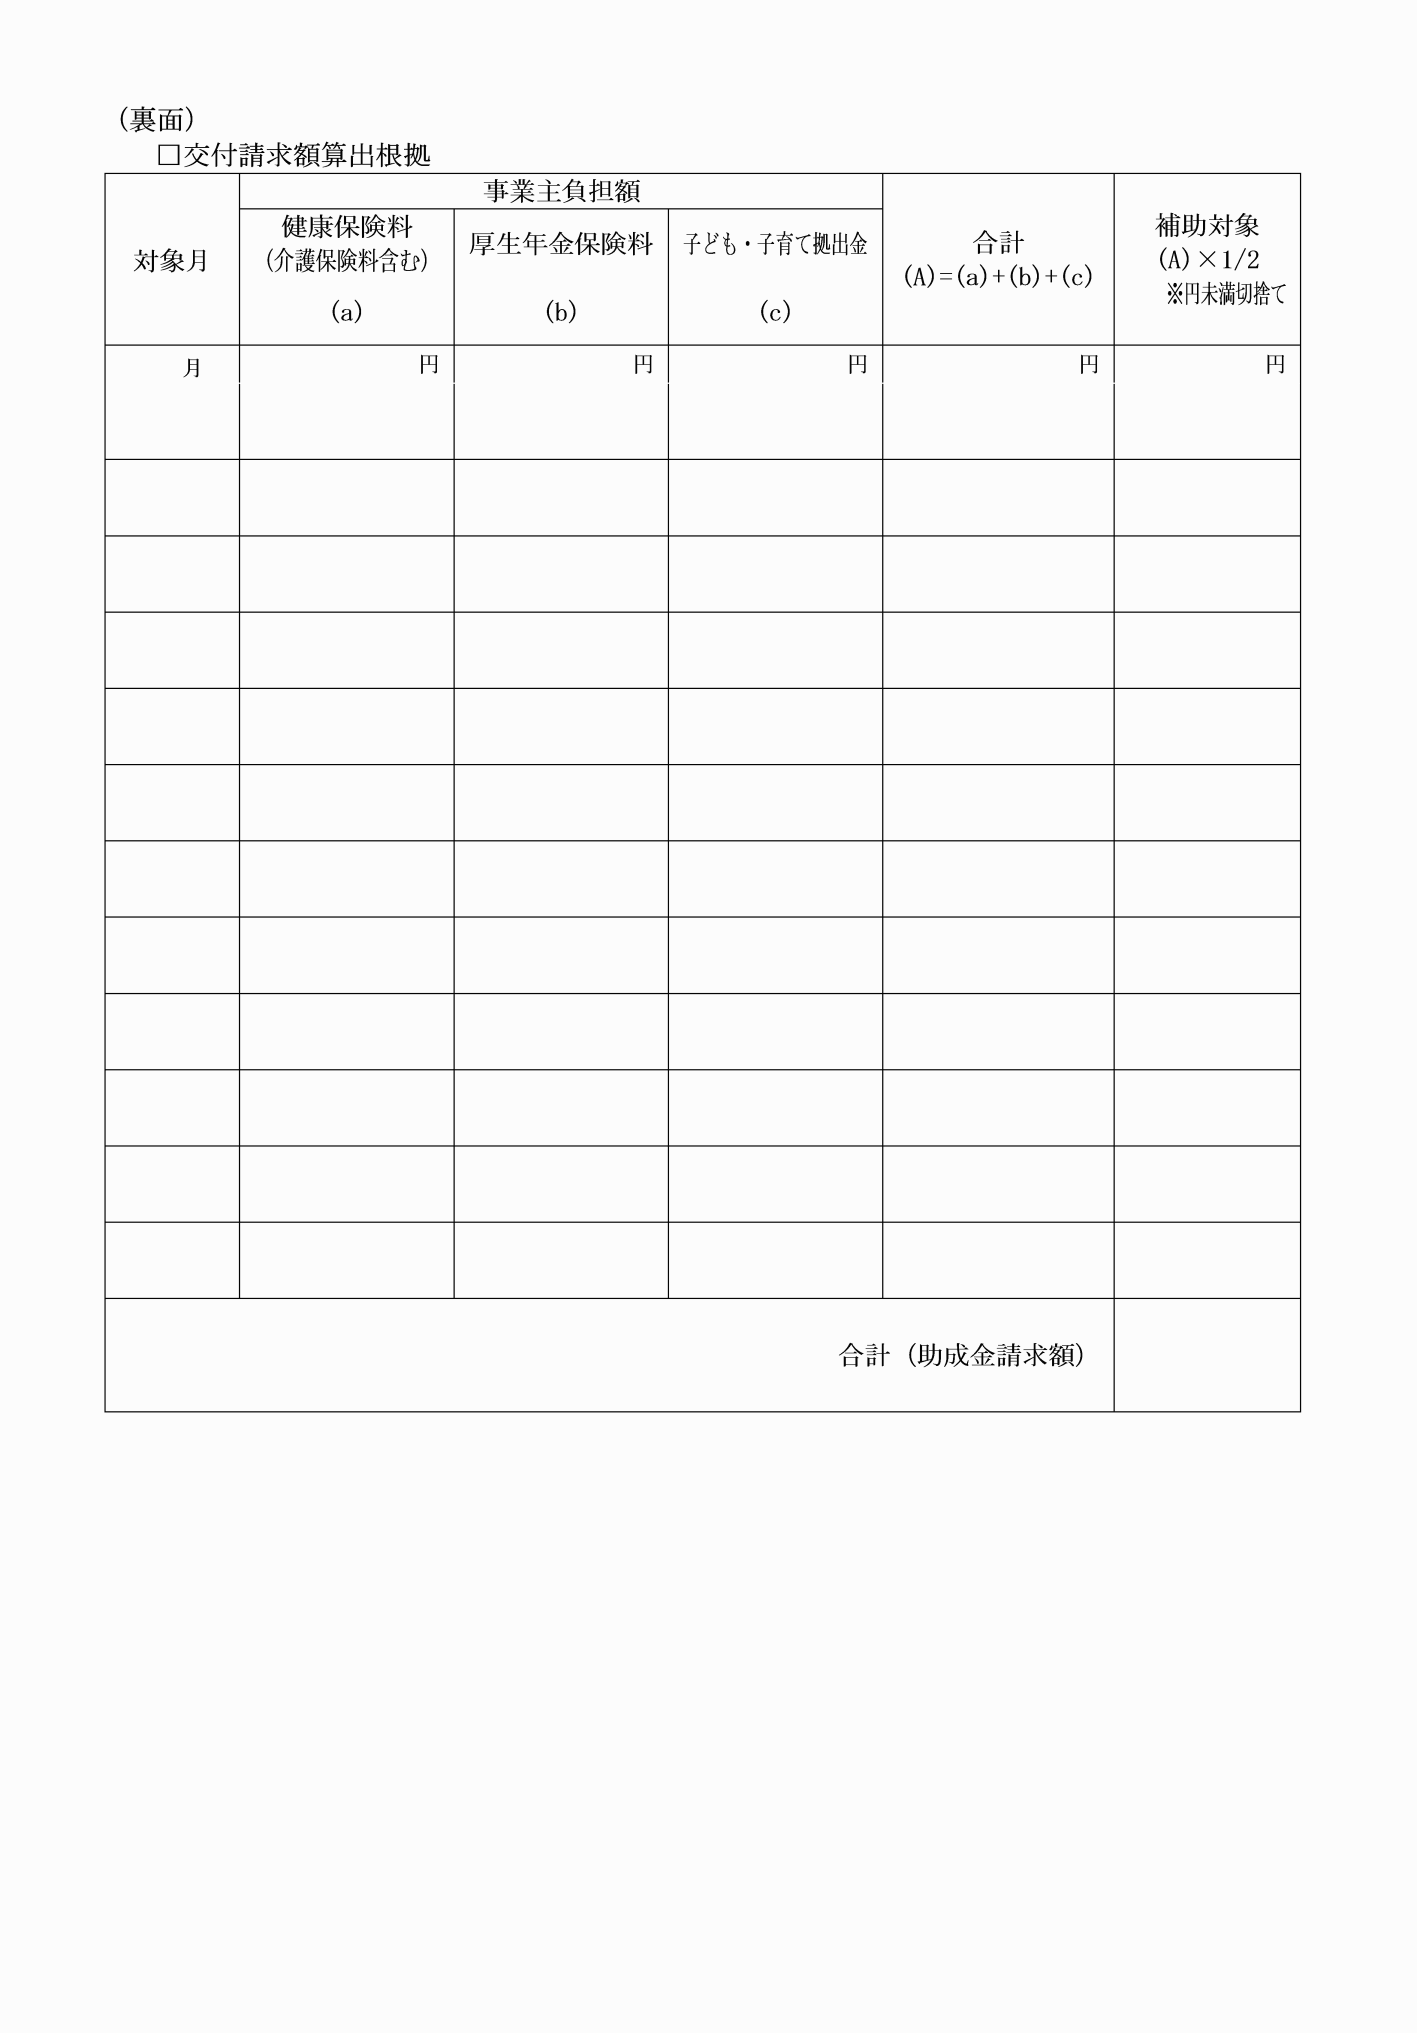 （裏面）
□交付請求額算出根拠
対象月
事業主負担額
健康保険料
（介護保険料含む）
(a)
厚生年金保険料
(b)
子ども・子育て拠出金
(c)
合計
(A)=(a)+(b)+(c)
補助対象
(A)×1/2
※円未満切捨て
月
円
円
円
円
円
合計（助成金請求額）